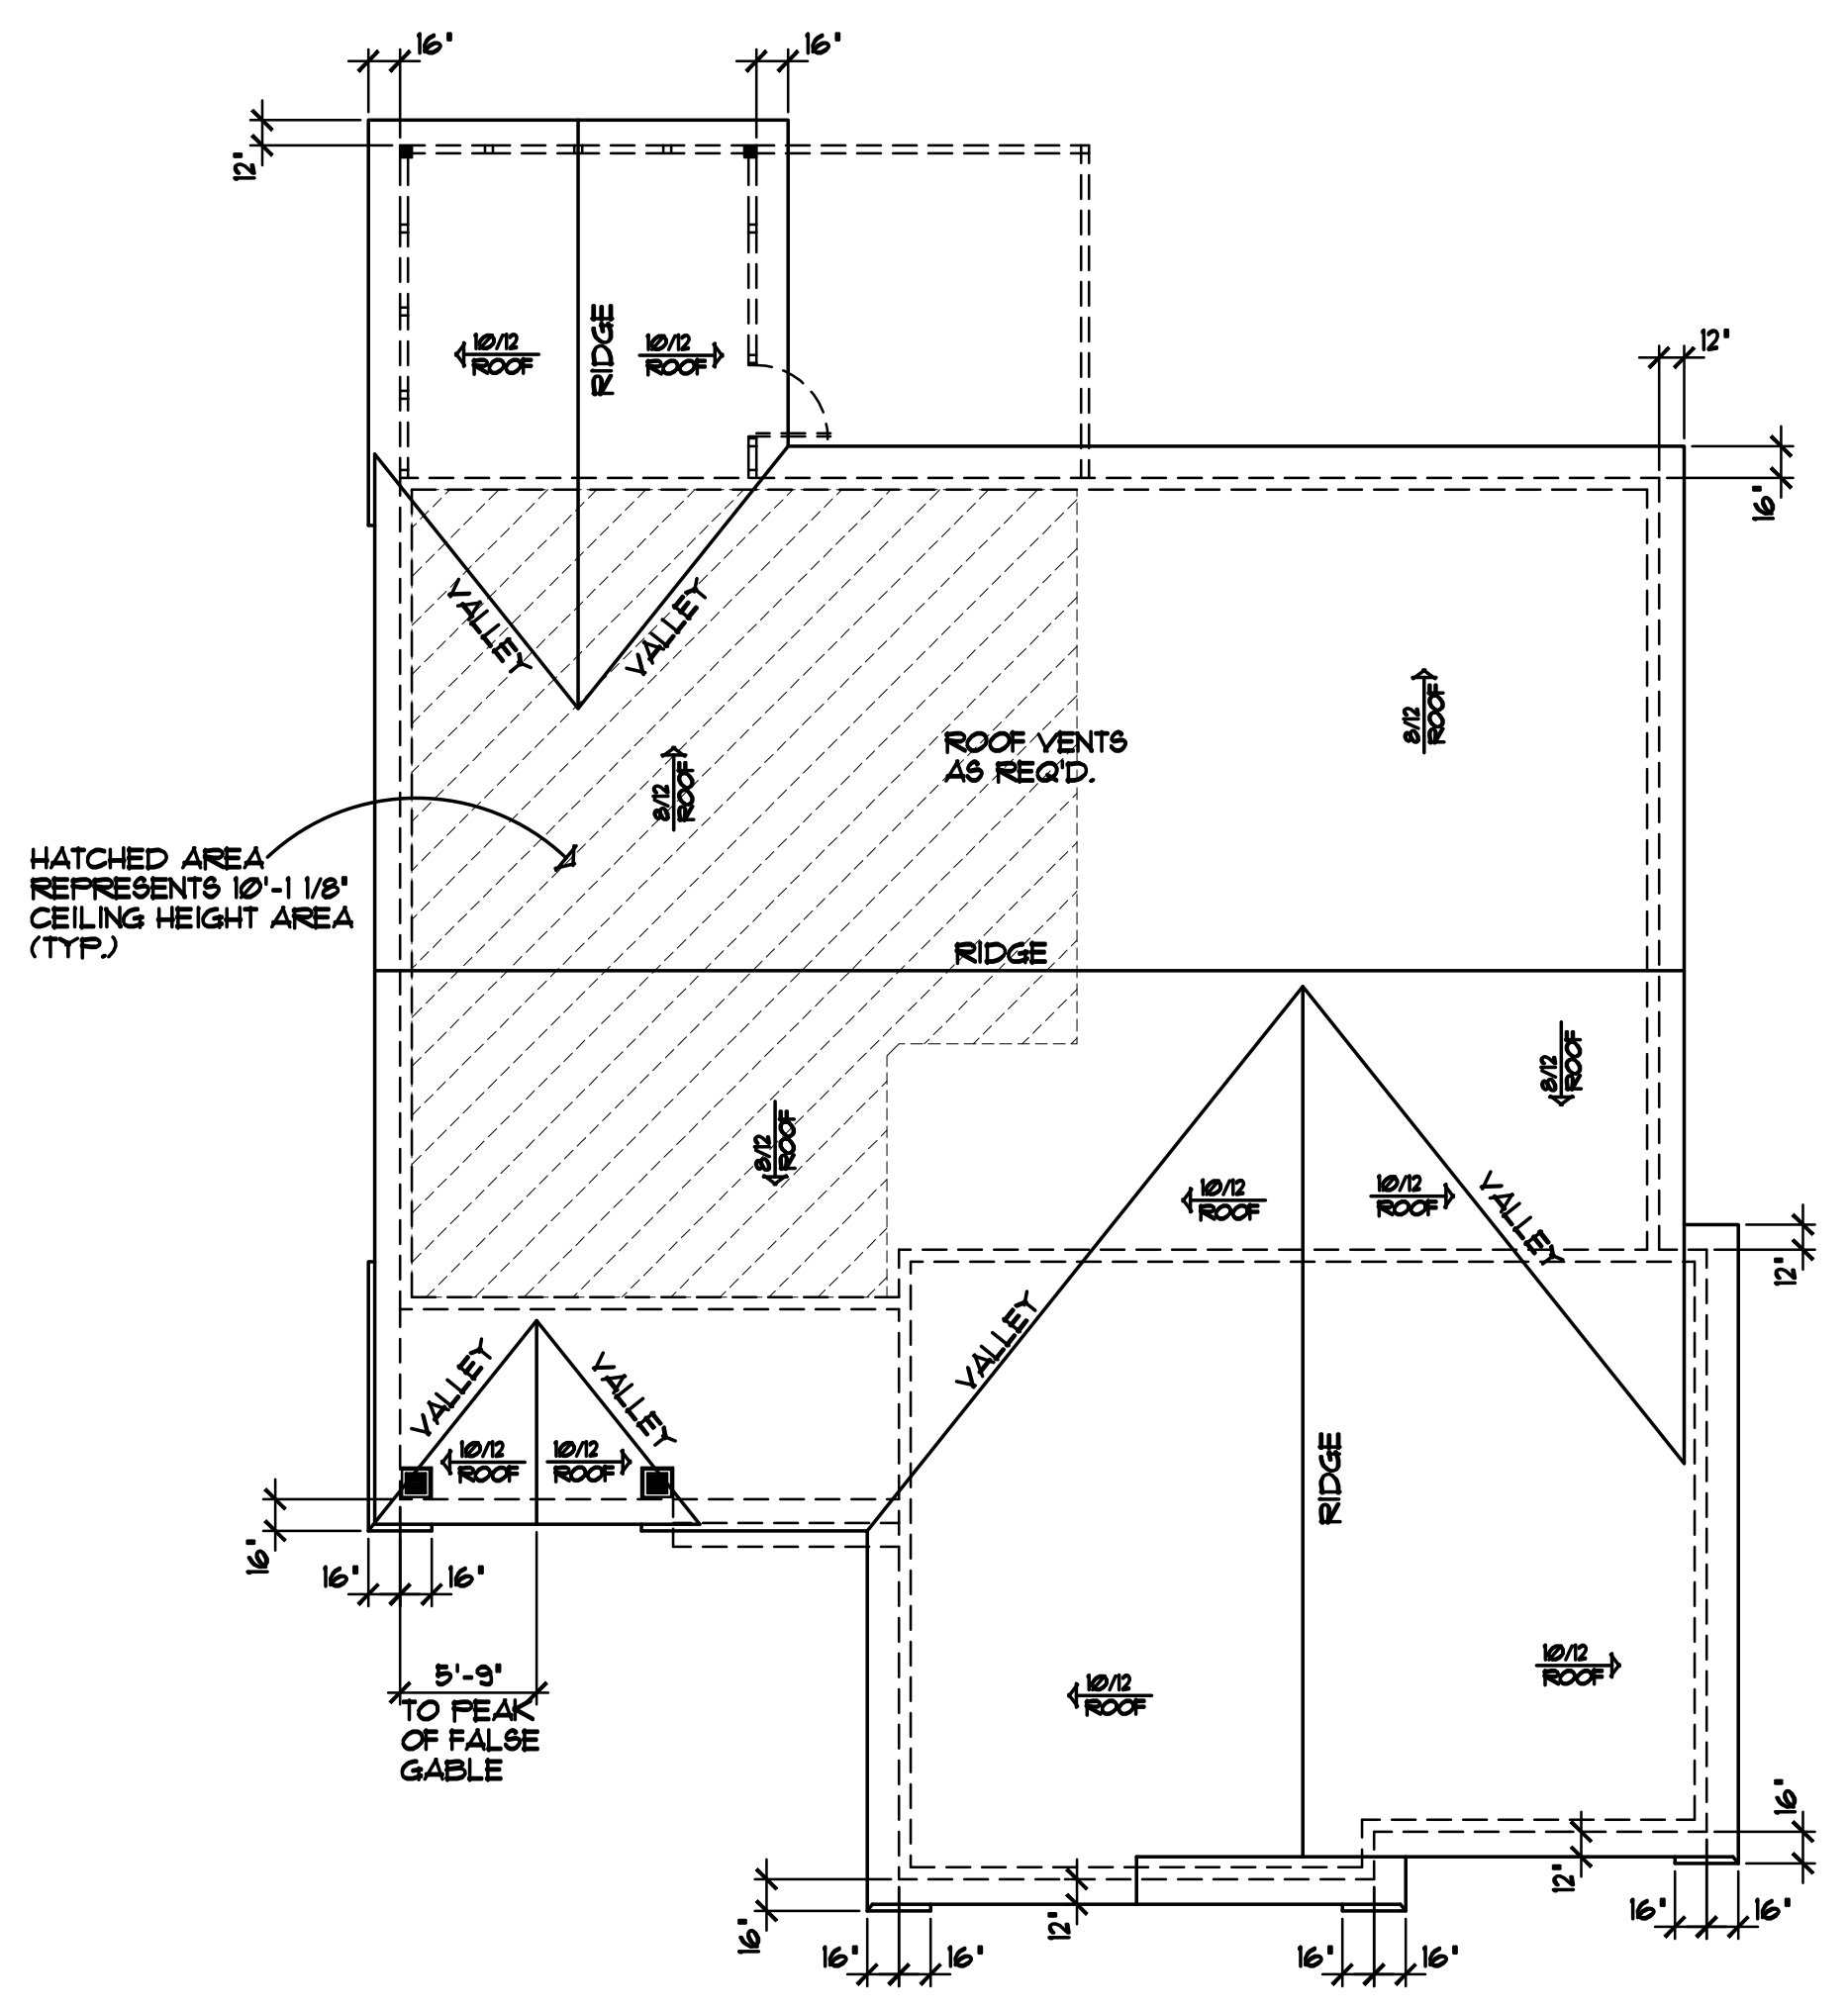 16"
16"
12"
12"
10/12
ROOF
RIDGE
10/12
ROOF
16"
VALLEY
VALLEY
8/12
ROOF
ROOF VENTS
AS REQ'D.
8/12
ROOF
HATCHED AREA
REPRESENTS 10'-1 1/8"
CEILING HEIGHT AREA
(TYP.)
RIDGE
8/12
ROOF
8/12
ROOF
10/12
ROOF
10/12
ROOF
VALLEY
12"
VALLEY
VALLEY
VALLEY
10/12
ROOF
10/12
ROOF
RIDGE
16"
16"
16"
5'-9"
TO PEAK
OF FALSE
GABLE
10/12
ROOF
10/12
ROOF
16"
12"
16"
12"
16"
16"
16"
16"
16"
16"